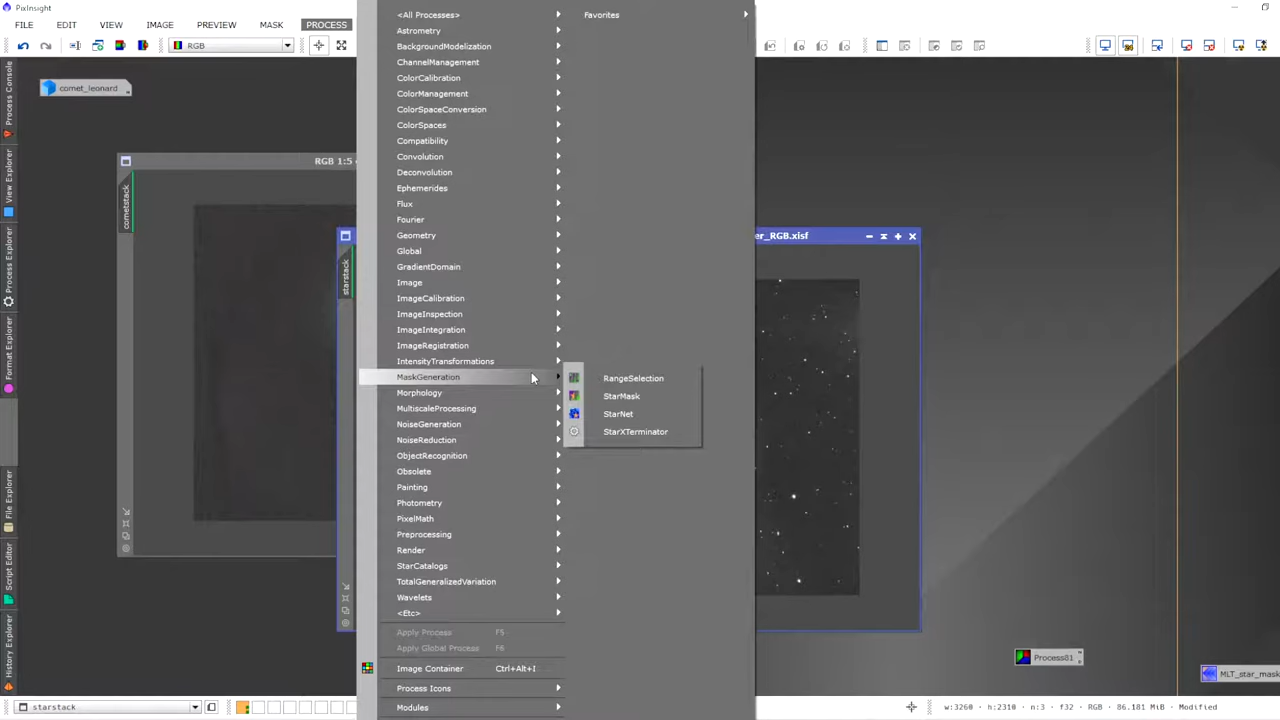 PixInsight
FILE EDIT VIEW IMAGE PREVIEW MASK PROCESS
RGB
Process Console
View Explorer
Process Explorer
Format Explorer
File Explorer
Script Editor
History Explorer
comet_leonard
RGB 1:5
cometstack
starstack
er_RGB.xisf
<All Processes>
Favorites
Astrometry
BackgroundModelization
ChannelManagement
ColorCalibration
ColorManagement
ColorSpaceConversion
ColorSpaces
Compatibility
Convolution
Deconvolution
Ephemerides
Flux
Fourier
Geometry
Global
GradientDomain
Image
ImageCalibration
ImageInspection
ImageIntegration
ImageRegistration
IntensityTransformations
MaskGeneration
Morphology
MultiscaleProcessing
NoiseGeneration
NoiseReduction
ObjectRecognition
Obsolete
Painting
Photometry
PixelMath
Preprocessing
Render
StarCatalogs
TotalGeneralizedVariation
Wavelets
<Etc>
Apply Process F5
Apply Global Process F6
Image Container Ctrl+Alt+I
Process Icons
Modules
RangeSelection
StarMask
StarNet
StarXTerminator
Process81
MLT_star_mask
starstack
w:3260 h:2310 n:3 f32 RGB 86.181 MiB Modified